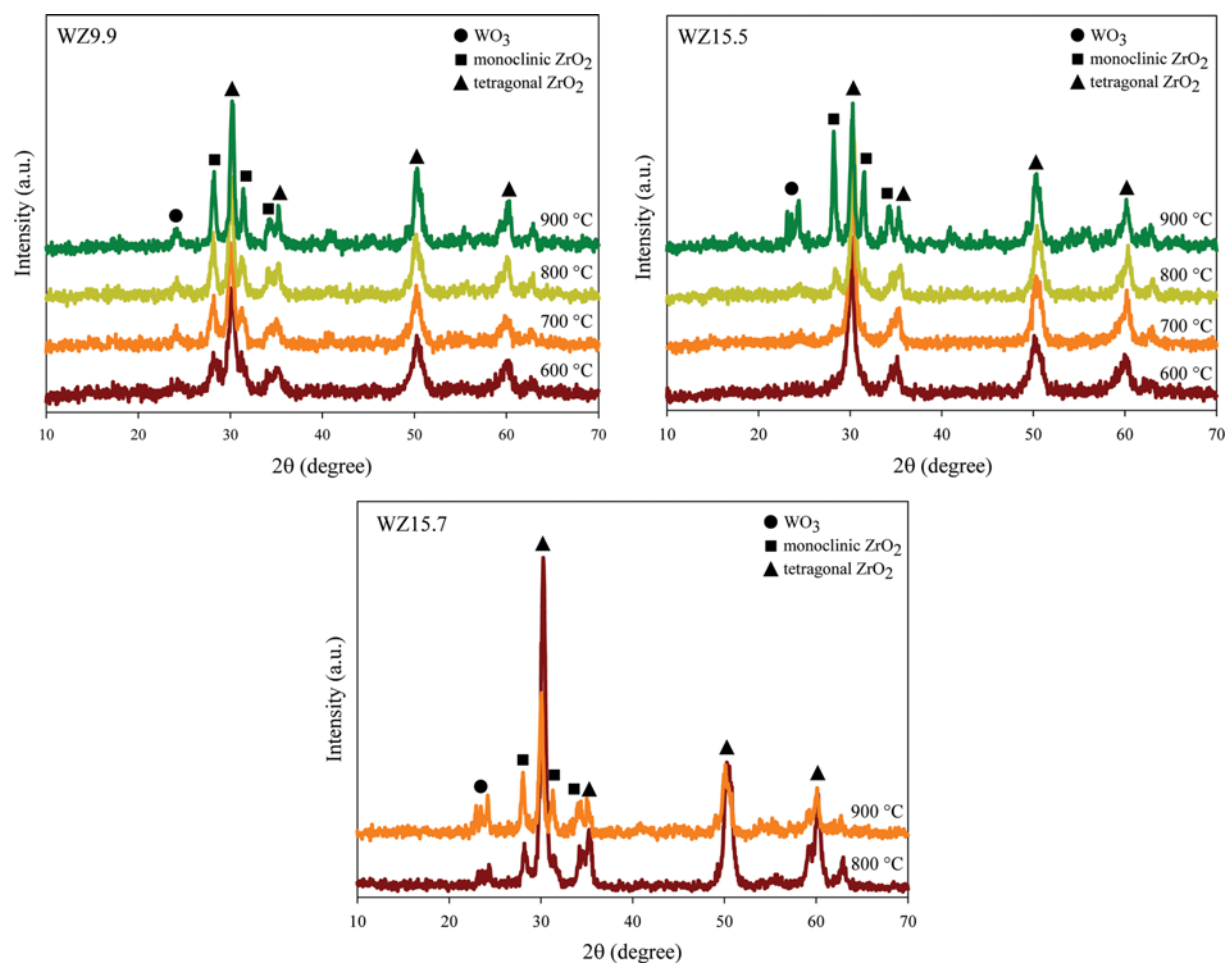 WZ9.9
WO3
monoclinic ZrO2
tetragonal ZrO2
Intensity (a.u.)
900 °C
800 °C
700 °C
600 °C
10 20 30 40 50 60 70
2θ (degree)
WZ15.5
WO3
monoclinic ZrO2
tetragonal ZrO2
Intensity (a.u.)
900 °C
800 °C
700 °C
600 °C
10 20 30 40 50 60 70
2θ (degree)
WZ15.7
WO3
monoclinic ZrO2
tetragonal ZrO2
Intensity (a.u.)
900 °C
800 °C
10 20 30 40 50 60 70
2θ (degree)